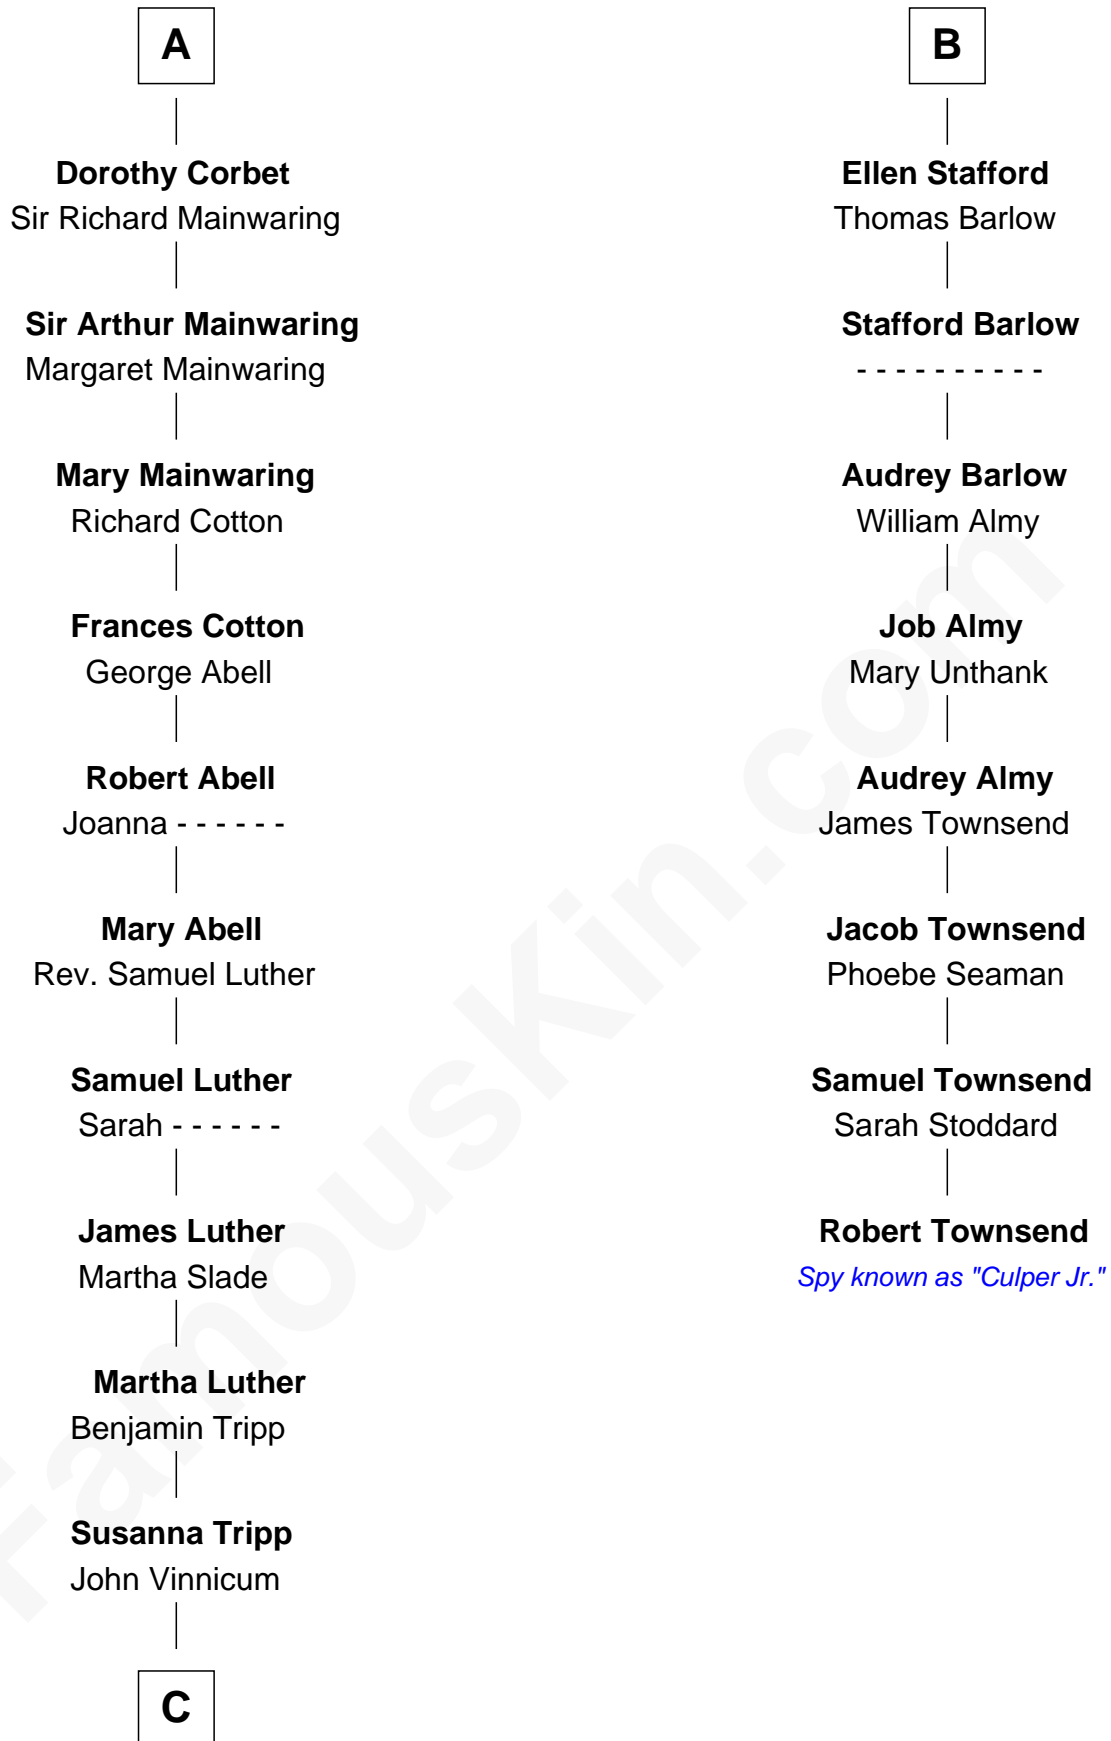 A
Dorothy Corbet
Sir Richard Mainwaring
Sir Arthur Mainwaring
Margaret Mainwaring
Mary Mainwaring
Richard Cotton
Frances Cotton
George Abell
Robert Abell
Joanna - - - - - -
Mary Abell
Rev. Samuel Luther
Samuel Luther
Sarah - - - - - -
James Luther
Martha Slade
Martha Luther
Benjamin Tripp
Susanna Tripp
John Vinnicum
C
B
Ellen Stafford
Thomas Barlow
Stafford Barlow
- - - - - - - - - -
Audrey Barlow
William Almy
Job Almy
Mary Unthank
Audrey Almy
James Townsend
Jacob Townsend
Phoebe Seaman
Samuel Townsend
Sarah Stoddard
Robert Townsend
Spy known as "Culper Jr."
FamousKin.com